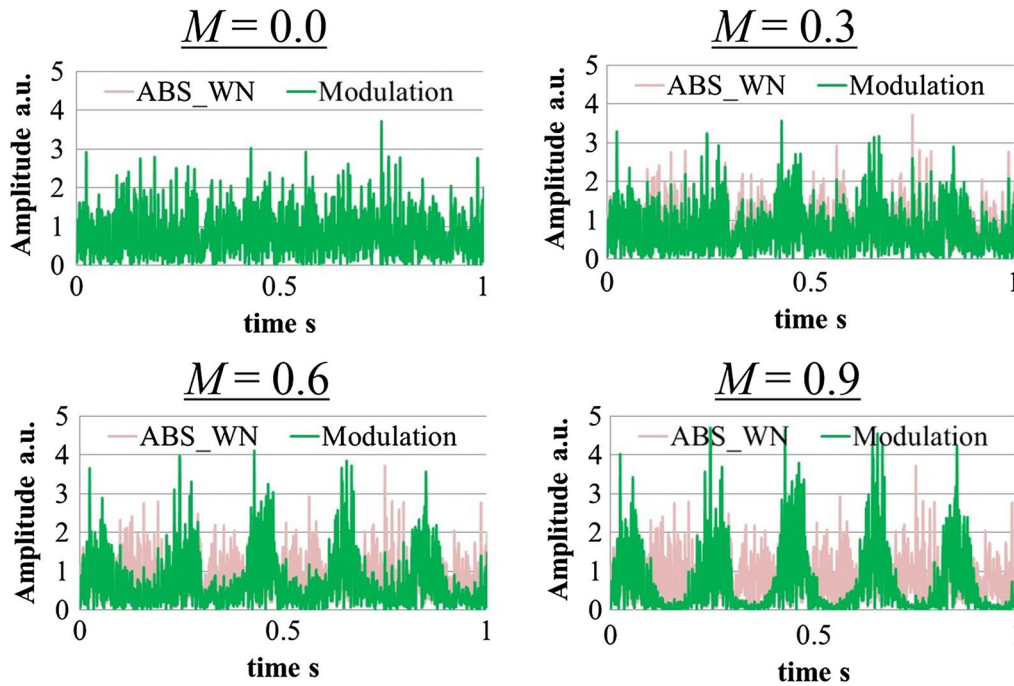 M = 0.0
Amplitude a.u.
5
4
3
2
1
0
ABS_WN Modulation
0 0.5 1
time s
M = 0.3
Amplitude a.u.
5
4
3
2
1
0
ABS_WN Modulation
0 0.5 1
time s
M = 0.6
Amplitude a.u.
5
4
3
2
1
0
ABS_WN Modulation
0 0.5 1
time s
M = 0.9
Amplitude a.u.
5
4
3
2
1
0
ABS_WN Modulation
0 0.5 1
time s